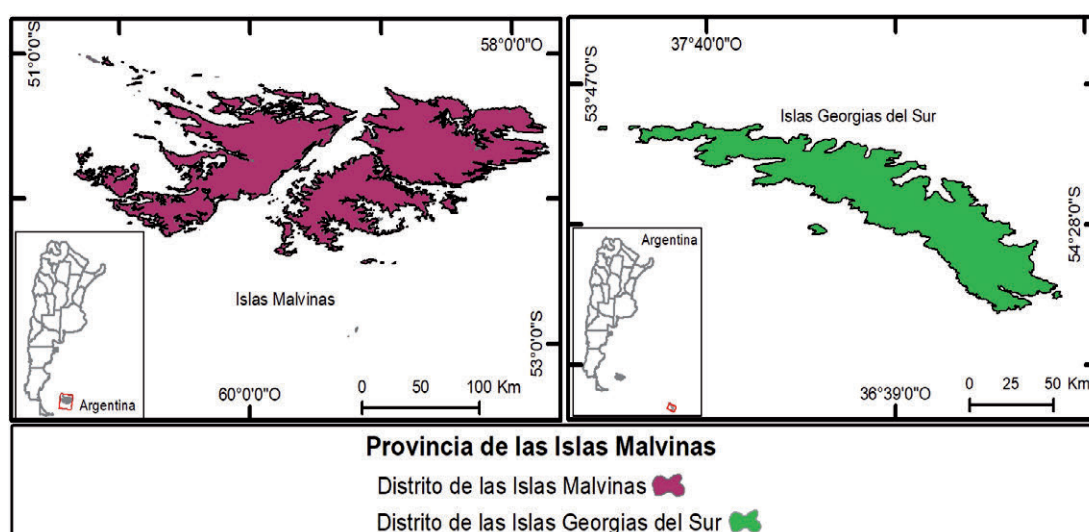 58°0'0"O
51°0'0"S
Islas Malvinas
53°0'0"S
60°0'0"O
0 50 100 Km
Argentina
37°40'0"O
53°47'0"S
Islas Georgias del Sur
54°28'0"S
Argentina
36°39'0"O
0 25 50 Km
Provincia de las Islas Malvinas
Distrito de las Islas Malvinas
Distrito de las Islas Georgias del Sur